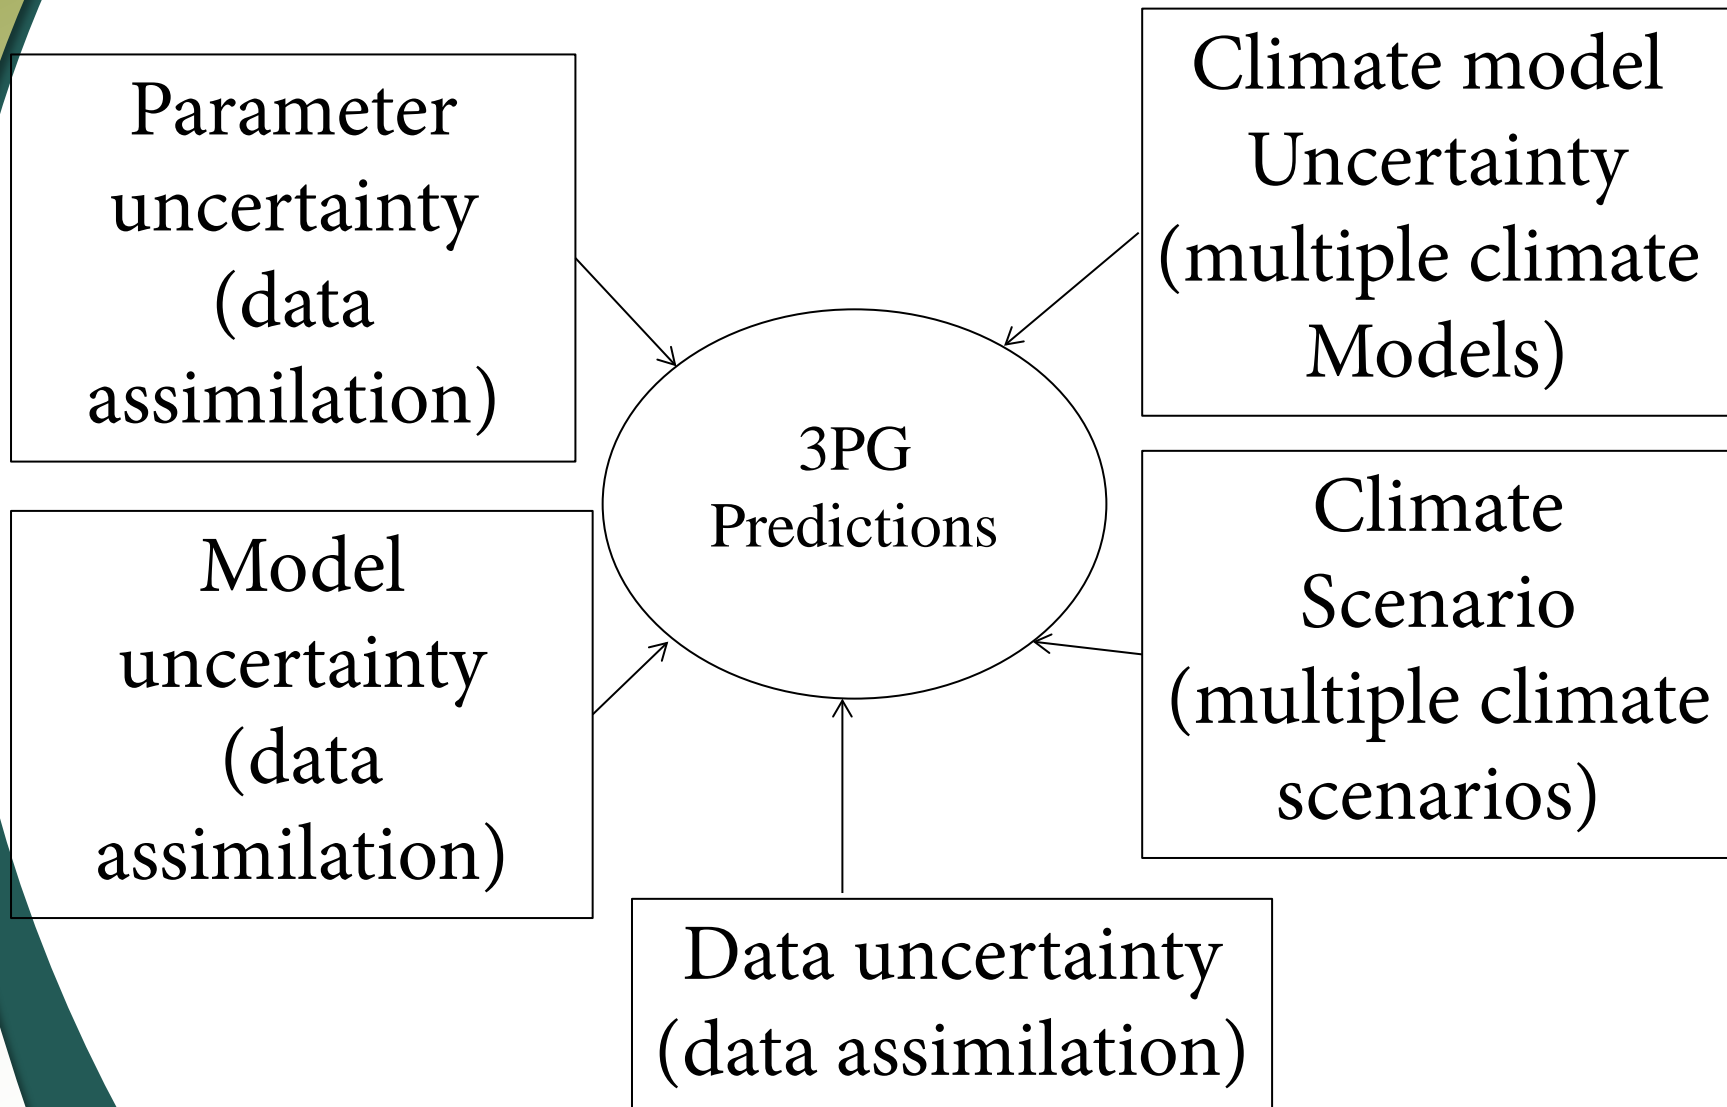 Parameter
uncertainty
(data
assimilation)
Climate model
Uncertainty
(multiple climate
Models)
3PG
Predictions
Model
uncertainty
(data
assimilation)
Climate
Scenario
(multiple climate
scenarios)
Data uncertainty
(data assimilation)